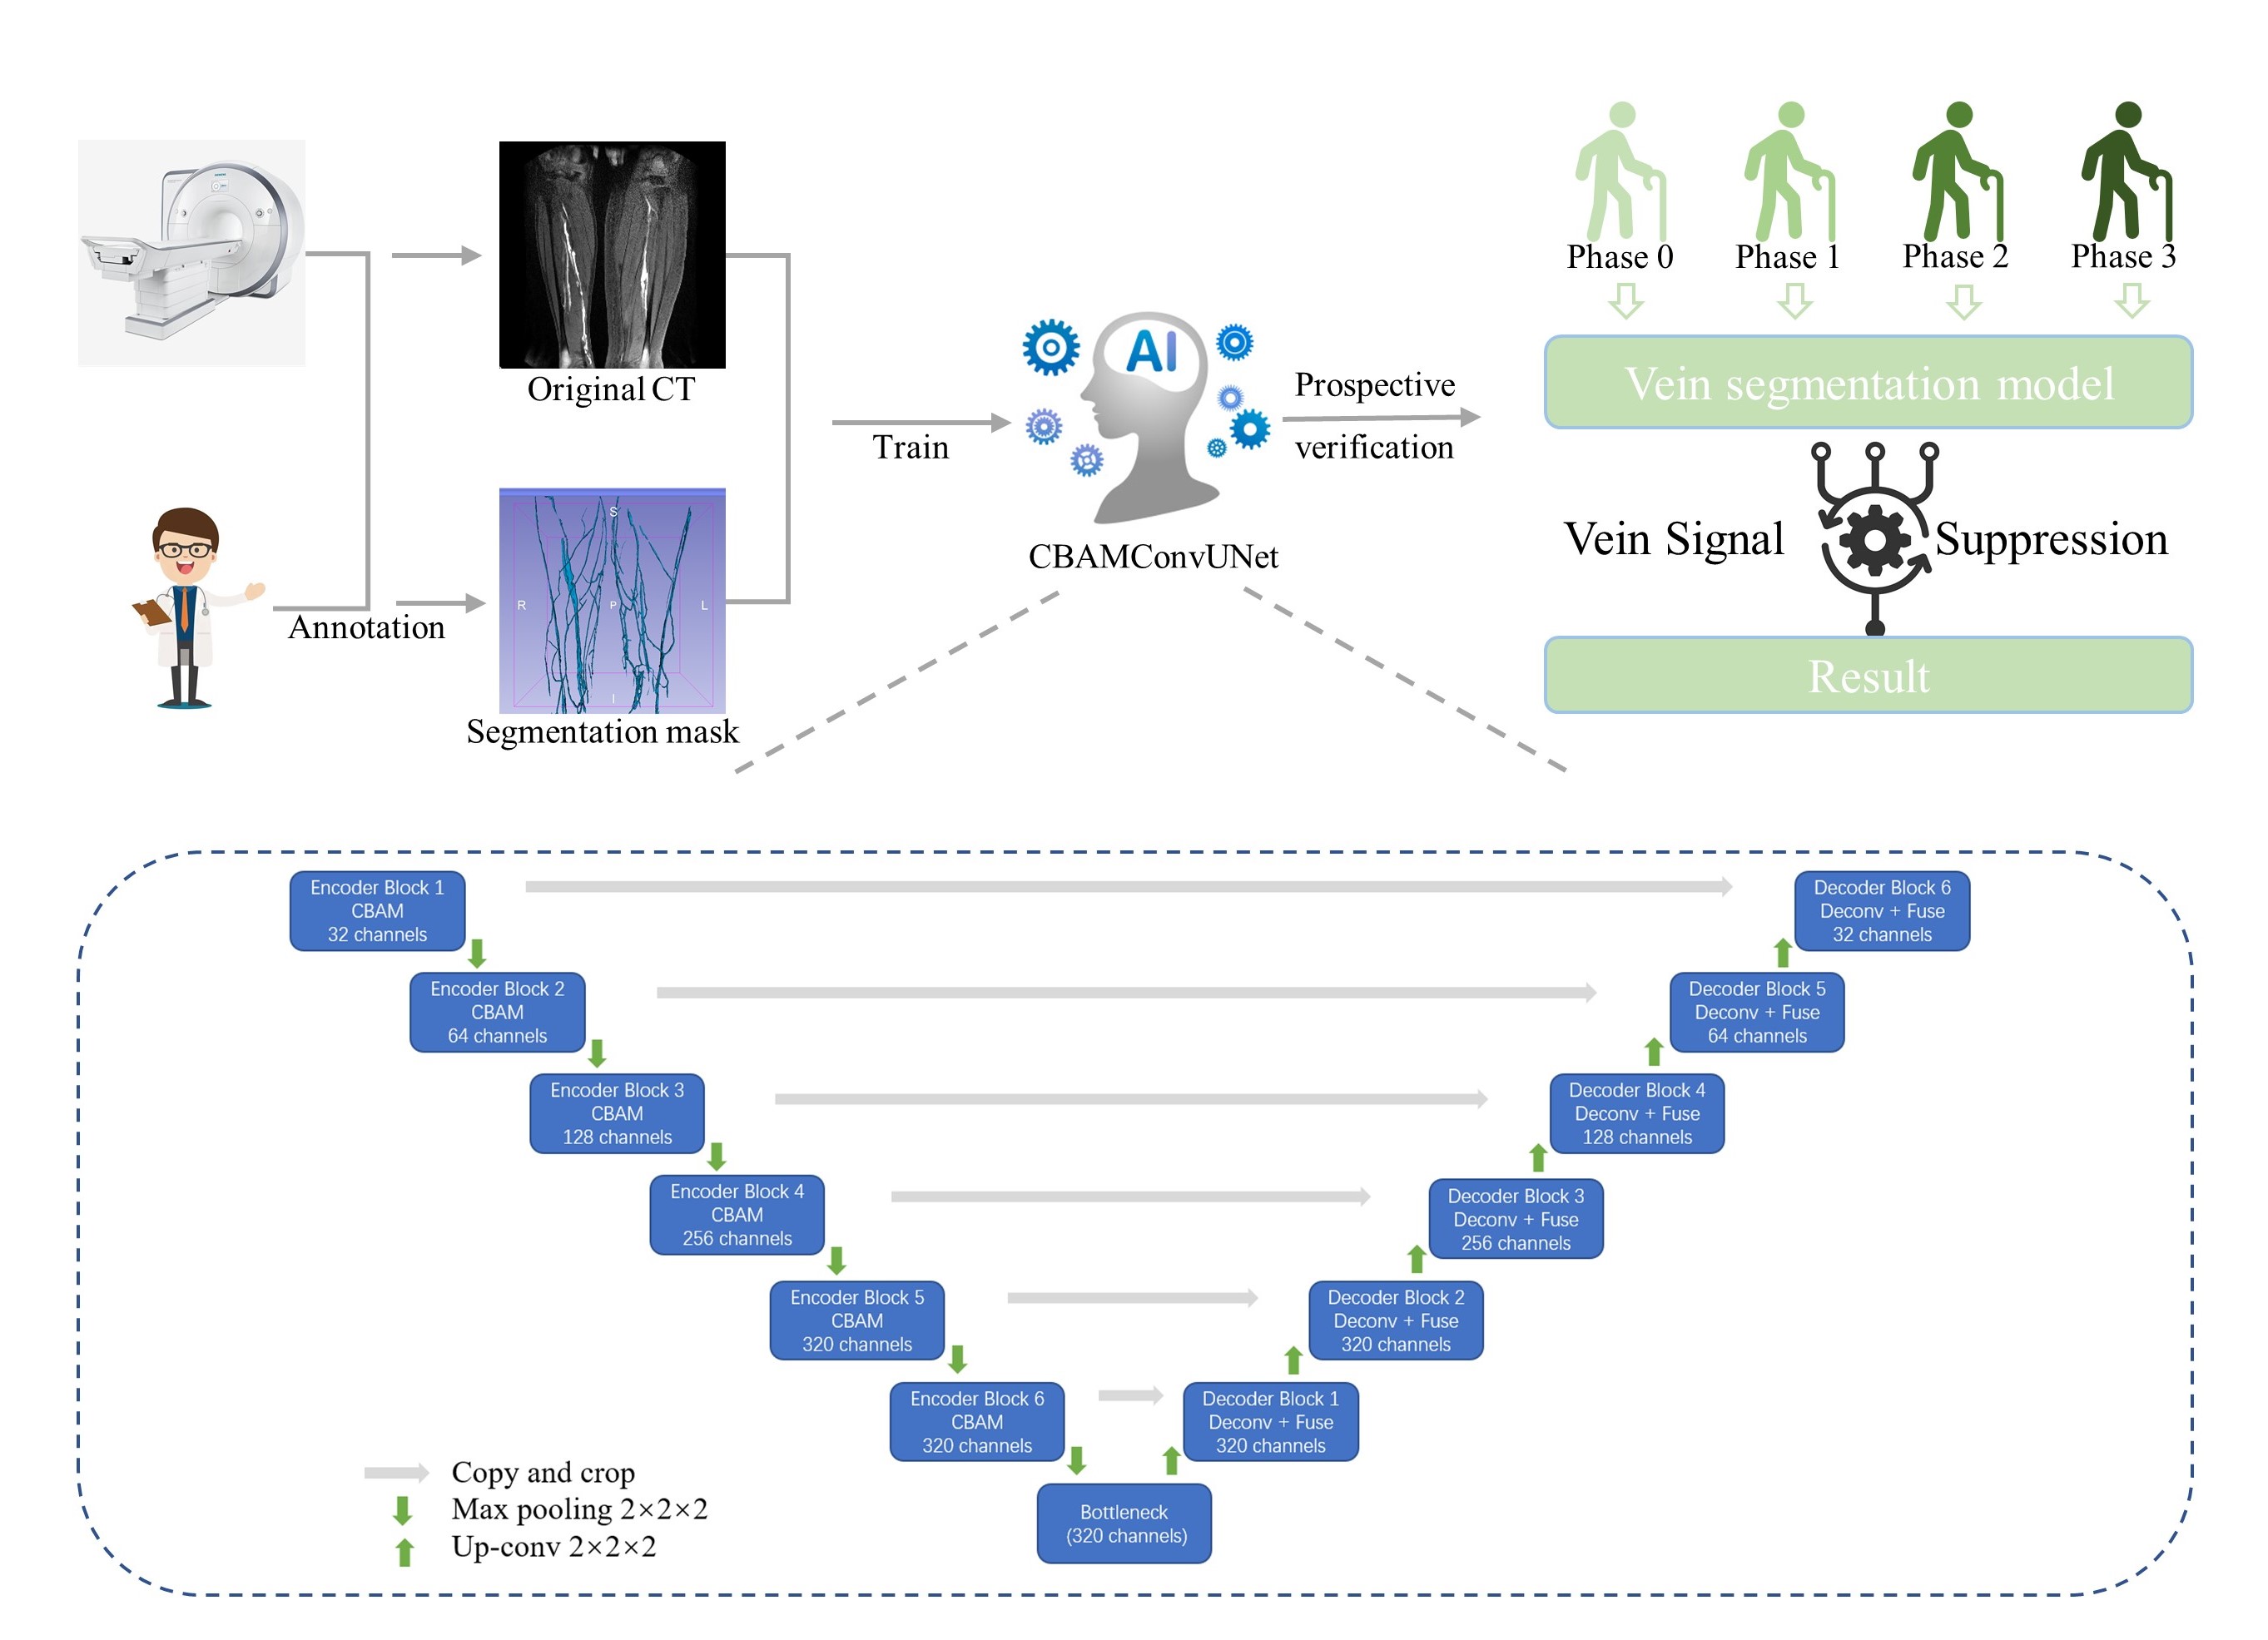 Phase 0
Phase 1
Phase 2
Phase 3
Original CT
AI
Prospective
verification
Vein segmentation model
Train
S
R
P
L
I
Annotation
CBAMConvUNet
Vein Signal
Suppression
Segmentation mask
Result
Encoder Block 1
CBAM
32 channels
Encoder Block 2
CBAM
64 channels
Encoder Block 3
CBAM
128 channels
Encoder Block 4
CBAM
256 channels
Encoder Block 5
CBAM
320 channels
Encoder Block 6
CBAM
320 channels
Bottleneck
(320 channels)
Decoder Block 1
Deconv + Fuse
320 channels
Decoder Block 2
Deconv + Fuse
320 channels
Decoder Block 3
Deconv + Fuse
256 channels
Decoder Block 4
Deconv + Fuse
128 channels
Decoder Block 5
Deconv + Fuse
64 channels
Decoder Block 6
Deconv + Fuse
32 channels
Copy and crop
Max pooling 2×2×2
Up-conv 2×2×2